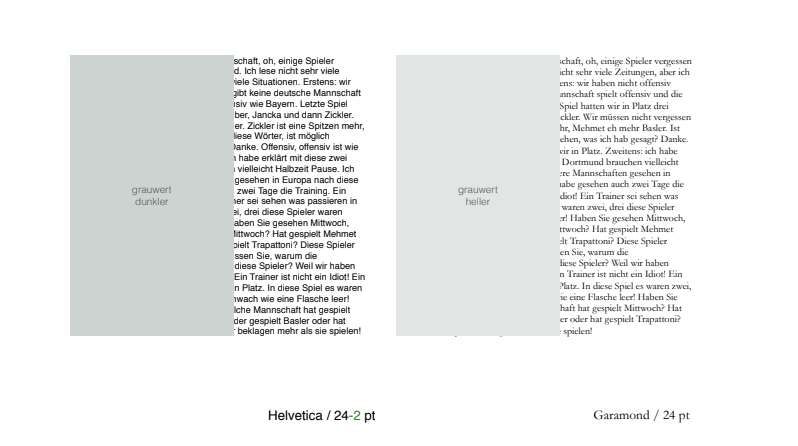 schaft, oh, einige Spieler
d. Ich lese nicht sehr viele
viele Situationen. Erstens: wir
gibt keine deutsche Mannschaft
siv wie Bayern. Letzte Spiel
ber, Jancka und dann Zickler.
er. Zickler ist eine Spitzen mehr,
diese Wörter, ist möglich
Danke. Offensiv, offensiv ist wie
habe erklärt mit diese zwei
vielleicht Halbzeit Pause. Ich
gesehen in Europa nach diese
zwei Tage die Training. Ein
ner sei sehen was passieren in
ei, drei diese Spieler waren
aben Sie gesehen Mittwoch,
Mittwoch? Hat gespielt Mehmet
pielt Trapattoni? Diese Spieler
ssen Sie, warum die
diese Spieler? Weil wir haben
Ein Trainer ist nicht ein Idiot! Ein
n Platz. In diese Spiel es waren
hwach wie eine Flasche leer!
lche Mannschaft hat gespielt
der gespielt Basler oder hat
beklagen mehr als sie spielen!
grauwert
dunkler
Helvetica / 24-2 pt
schaft, oh, einige Spieler vergessen
icht sehr viele Zeitungen, aber ich
ens: wir haben nicht offensiv
annschaft spielt offensiv und die
Spiel hatten wir in Platz drei
ckler. Wir müssen nicht vergessen
hr, Mehmet eh mehr Basler. Ist
ehen, was ich hab gesagt? Danke.
wir in Platz. Zweitens: ich habe
Dortmund brauchen vielleicht
ere Mannschaften gesehen in
abe gesehen auch zwei Tage die
Idiot! Ein Trainer sei sehen was
waren zwei, drei diese Spieler
er! Haben Sie gesehen Mittwoch,
ttwoch? Hat gespielt Mehmet
elt Trapattoni? Diese Spieler
en Sie, warum die
diese Spieler? Weil wir haben
n Trainer ist nicht ein Idiot! Ein
Platz. In diese Spiel es waren zwei,
ie eine Flasche leer! Haben Sie
haft hat gespielt Mittwoch? Hat
er oder hat gespielt Trapattoni?
spielen!
grauwert
heller
Garamond / 24 pt